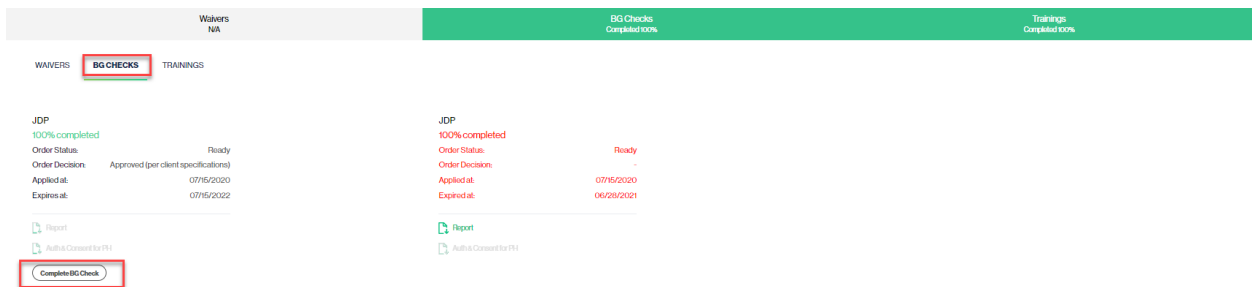 Waivers
N/A
BG Checks
Completed 100%
Trainings
Completed 100%
WAIVERS
BG CHECKS
TRAININGS
JDP
100% completed
Order Status: Ready
Order Decision: Approved (per client specifications)
Applied at: 07/15/2020
Expires at: 07/15/2022
Report
Auth & Consent for PH
Complete BG Check
JDP
100% completed
Order Status: Ready
Order Decision: -
Applied at: 07/15/2020
Expired at: 06/28/2021
Report
Auth & Consent for PH